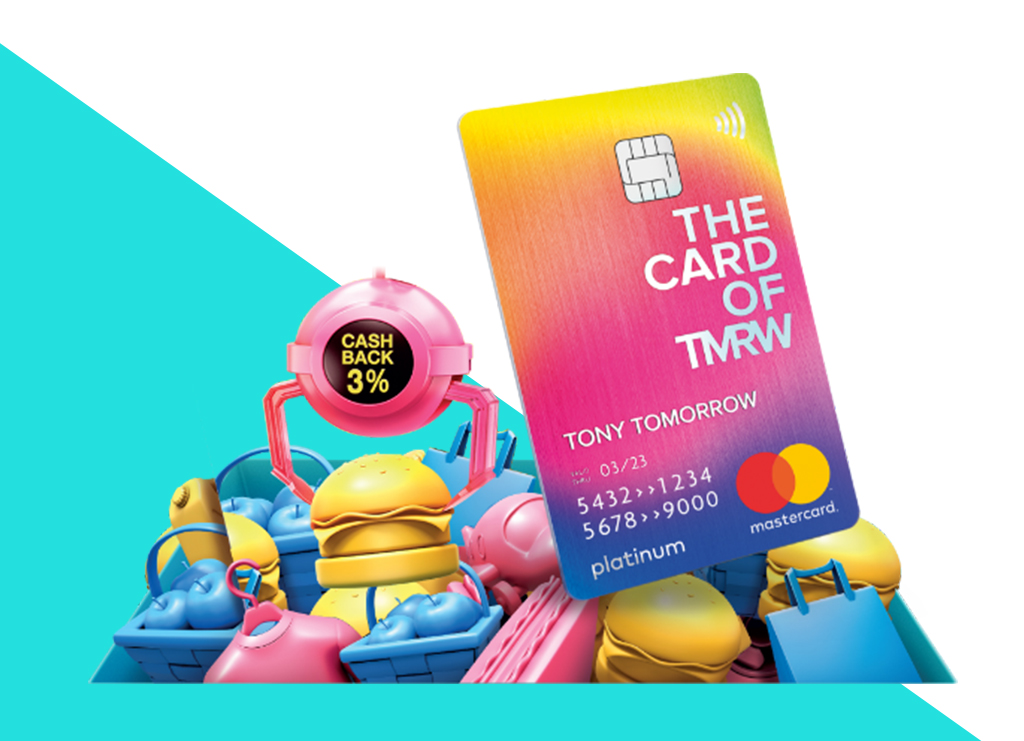 CASH
BACK
3%
THE
CARD
OF
TMRW
TONY TOMORROW
03/23
5432>>1234
5678>>9000
mastercard.
platinum